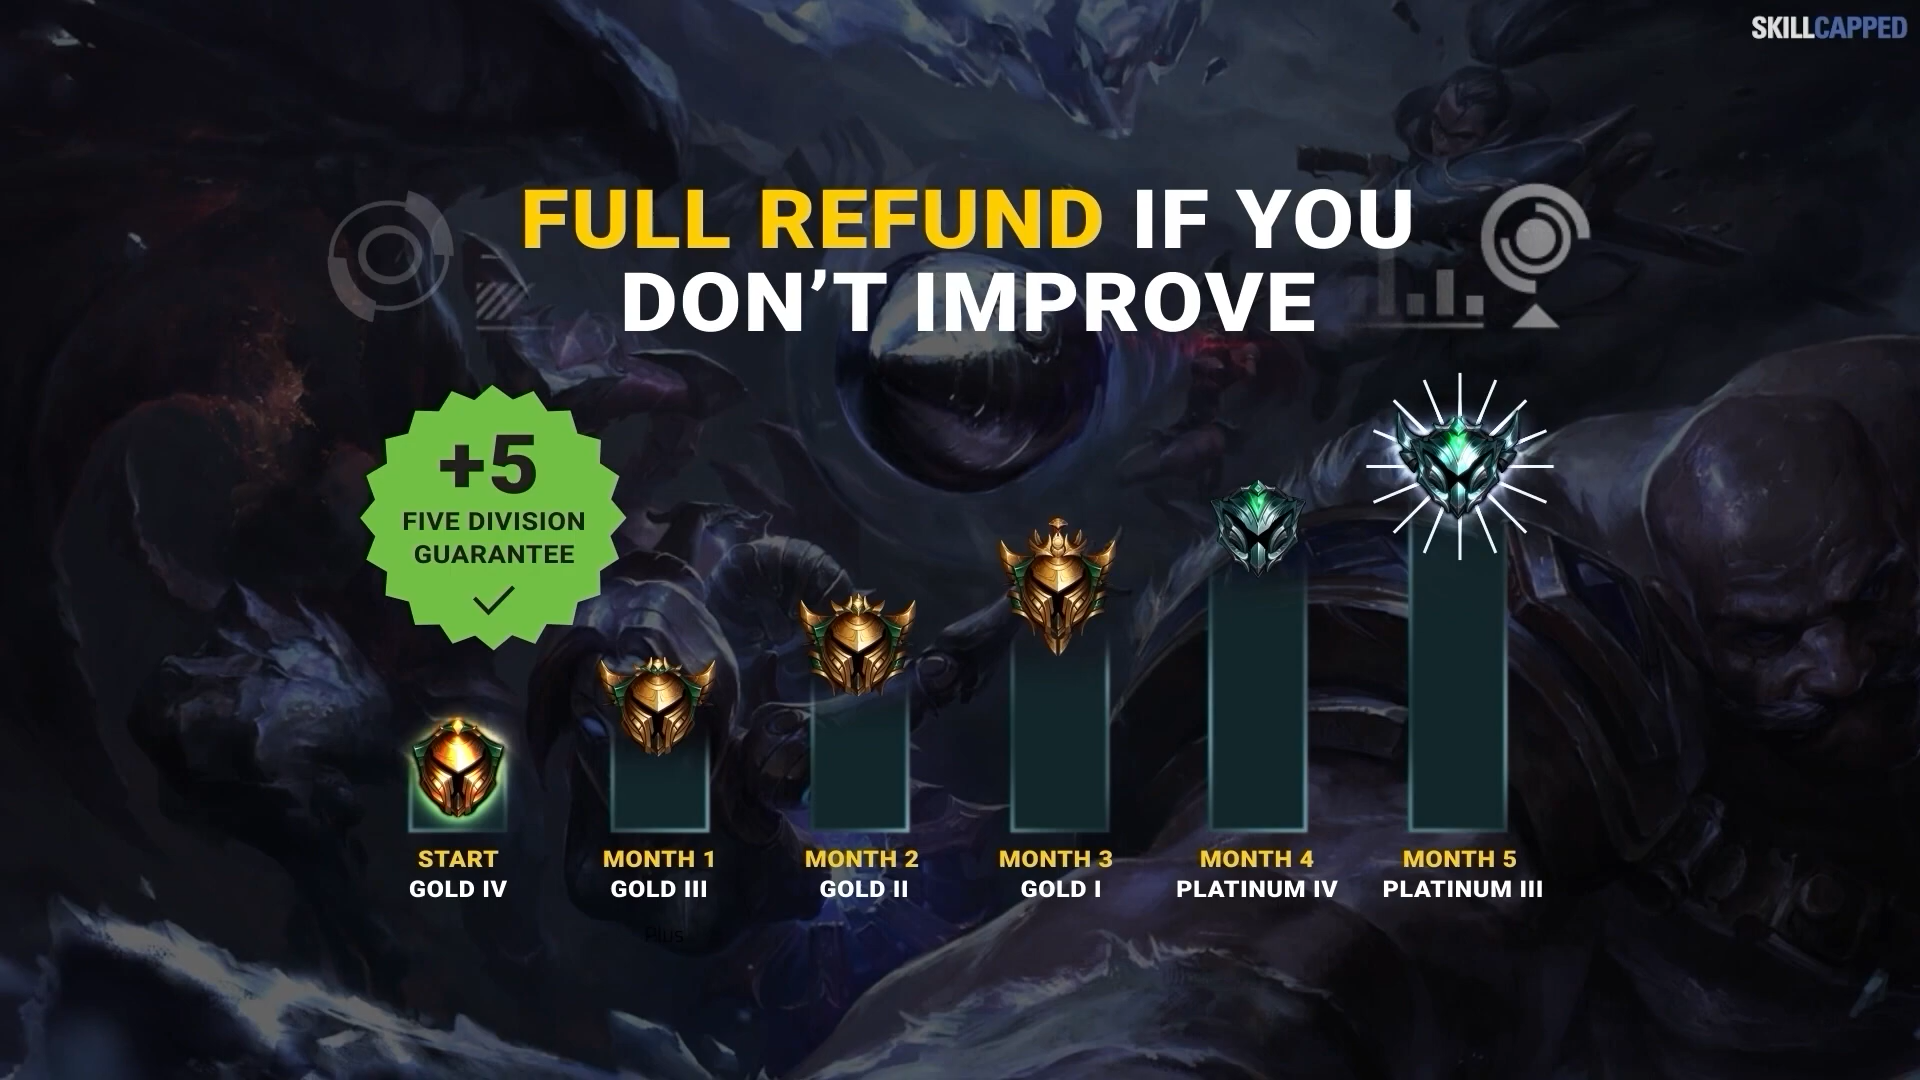 SKILLCAPPED
FULL REFUND IF YOU
DON'T IMPROVE
+5
FIVE DIVISION
GUARANTEE
START
GOLD IV
MONTH 1
GOLD III
MONTH 2
GOLD II
MONTH 3
GOLD I
MONTH 4
PLATINUM IV
MONTH 5
PLATINUM III
Plus